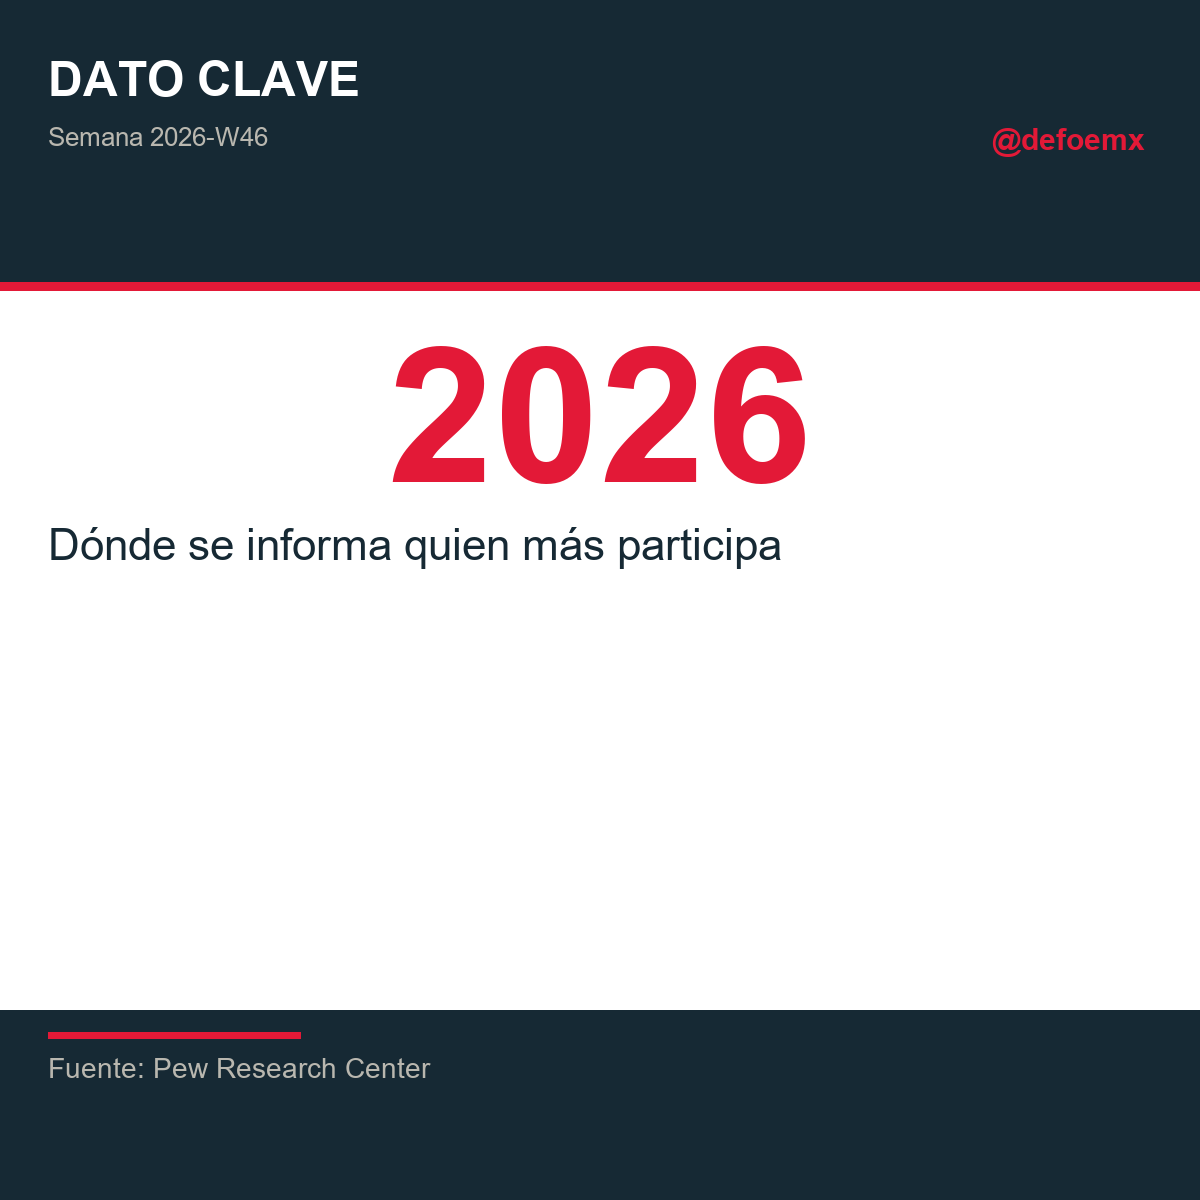 DATO CLAVE
Semana 2026-W46
@defoemx
2026
Dónde se informa quien más participa
Fuente: Pew Research Center